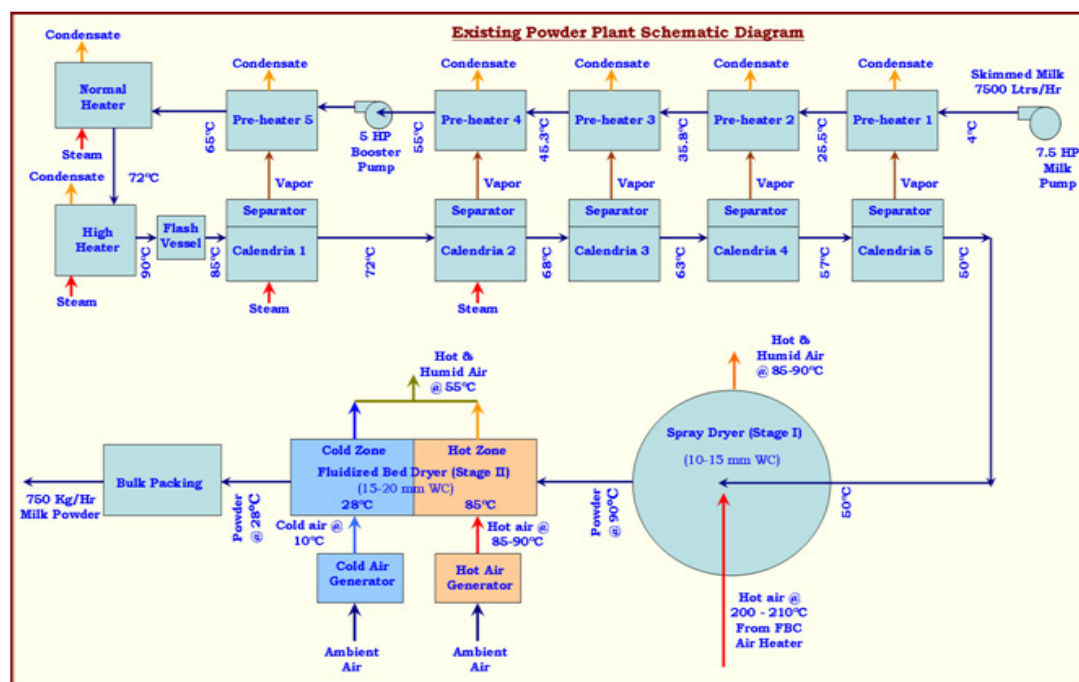 Existing Powder Plant Schematic Diagram
Condensate
Normal
Heater
Steam
Condensate
72°C
High
Heater
Steam
90°C
Flash
Vessel
85°C
65°C
Condensate
Pre-heater 5
Vapor
Separator
Calendria 1
Steam
72°C
5 HP
Booster
Pump
55°C
Condensate
Pre-heater 4
Vapor
Separator
Calendria 2
Steam
68°C
45.3°C
Condensate
Pre-heater 3
Vapor
Separator
Calendria 3
63°C
35.8°C
Condensate
Pre-heater 2
Vapor
Separator
Calendria 4
57°C
25.5°C
Condensate
Pre-heater 1
Vapor
Separator
Calendria 5
50°C
4°C
Skimmed Milk
7500 Ltrs/Hr
7.5 HP
Milk
Pump
Hot &
Humid Air
@ 55°C
Hot &
Humid Air
@ 85-90°C
Spray Dryer (Stage I)
(10-15 mm WC)
50°C
Hot air @
200 - 210°C
From FBC
Air Heater
Powder
@ 90°C
Cold Zone
Hot Zone
Fluidized Bed Dryer (Stage II)
(15-20 mm WC)
28°C
85°C
Cold air @
10°C
Hot air @
85-90°C
Cold Air
Generator
Hot Air
Generator
Ambient
Air
Ambient
Air
Powder
@ 28°C
Bulk Packing
750 Kg/Hr
Milk Powder